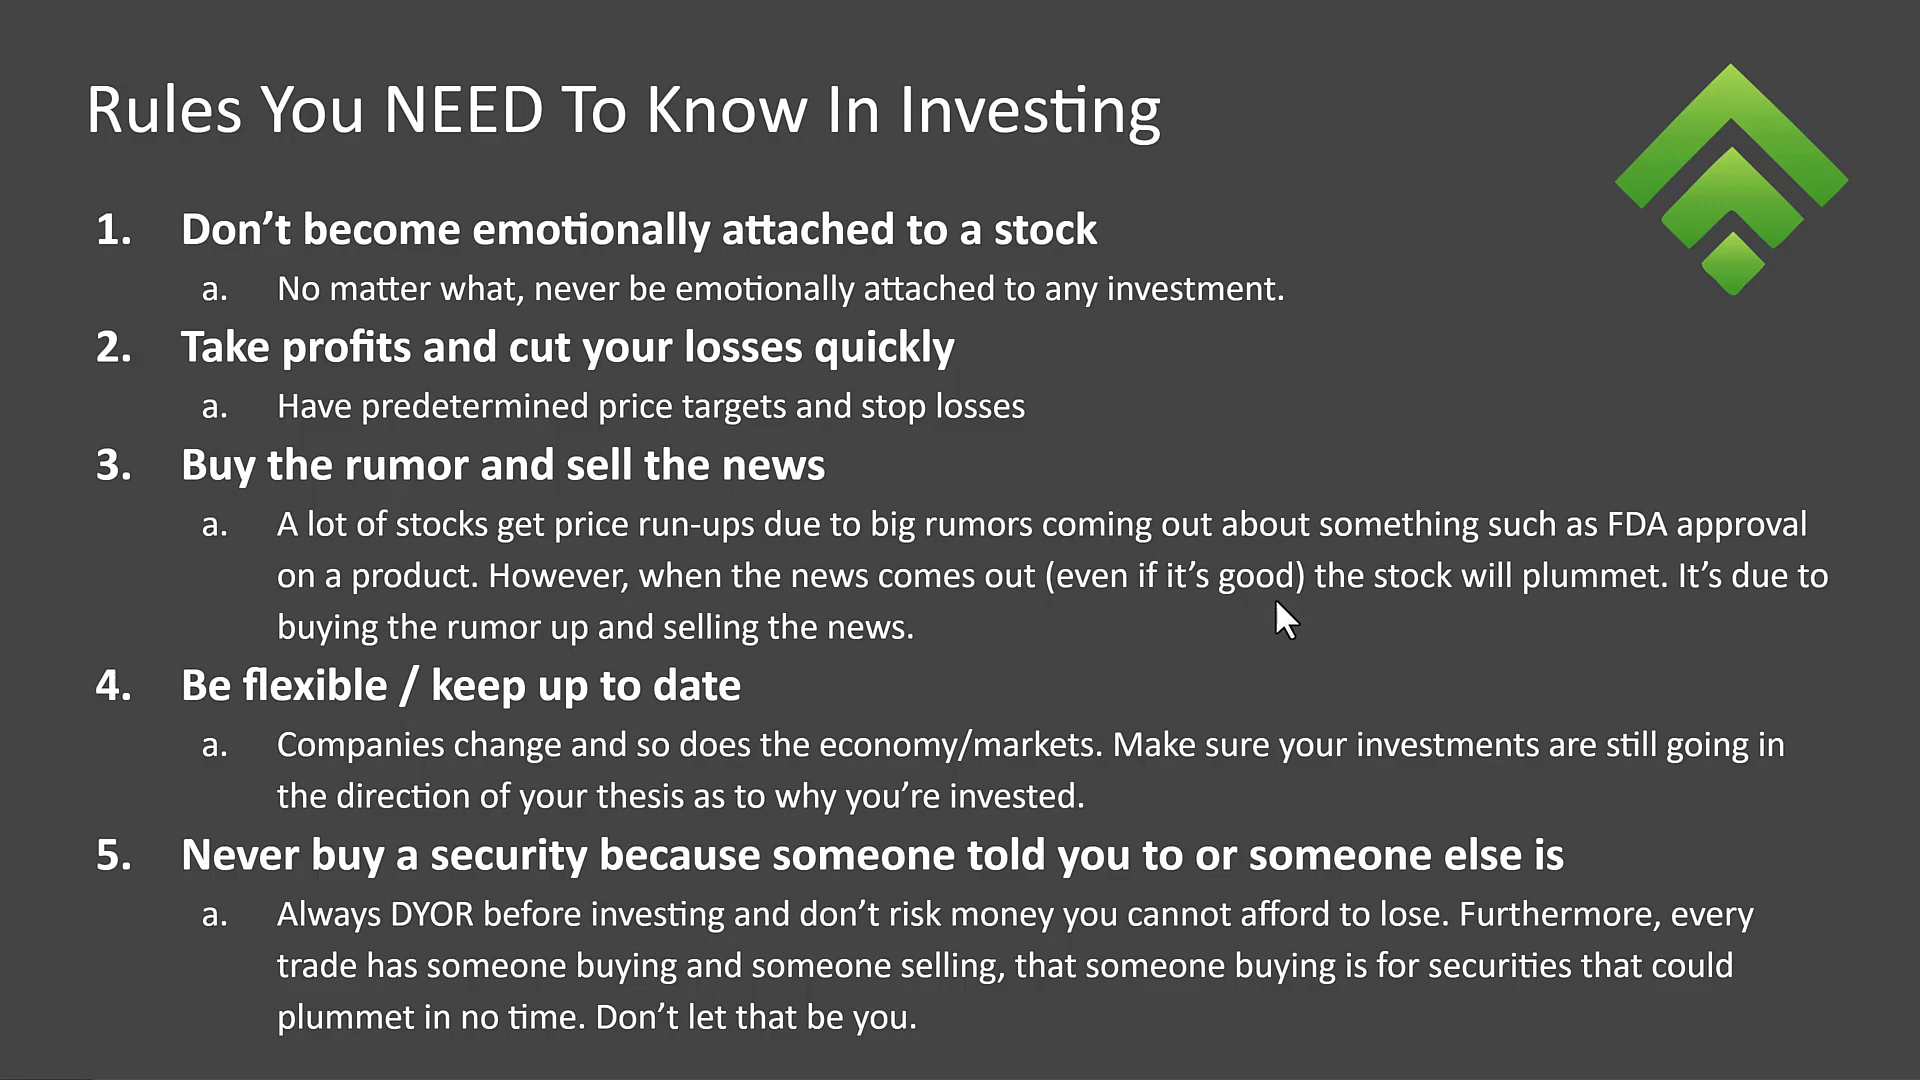 Rules You NEED To Know In Investing
1. Don’t become emotionally attached to a stock
a. No matter what, never be emotionally attached to any investment.
2. Take profits and cut your losses quickly
a. Have predetermined price targets and stop losses
3. Buy the rumor and sell the news
a. A lot of stocks get price run-ups due to big rumors coming out about something such as FDA approval
on a product. However, when the news comes out (even if it’s good) the stock will plummet. It’s due to
buying the rumor up and selling the news.
4. Be flexible / keep up to date
a. Companies change and so does the economy/markets. Make sure your investments are still going in
the direction of your thesis as to why you’re invested.
5. Never buy a security because someone told you to or someone else is
a. Always DYOR before investing and don’t risk money you cannot afford to lose. Furthermore, every
trade has someone buying and someone selling, that someone buying is for securities that could
plummet in no time. Don’t let that be you.